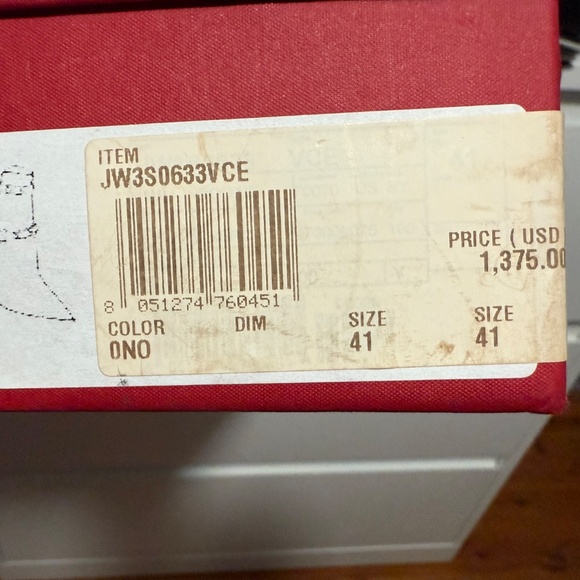 ITEM
JW3S0633VCE
PRICE ( USD
1,375.00
8 051274 760451
COLOR DIM SIZE SIZE
0NO 41 41